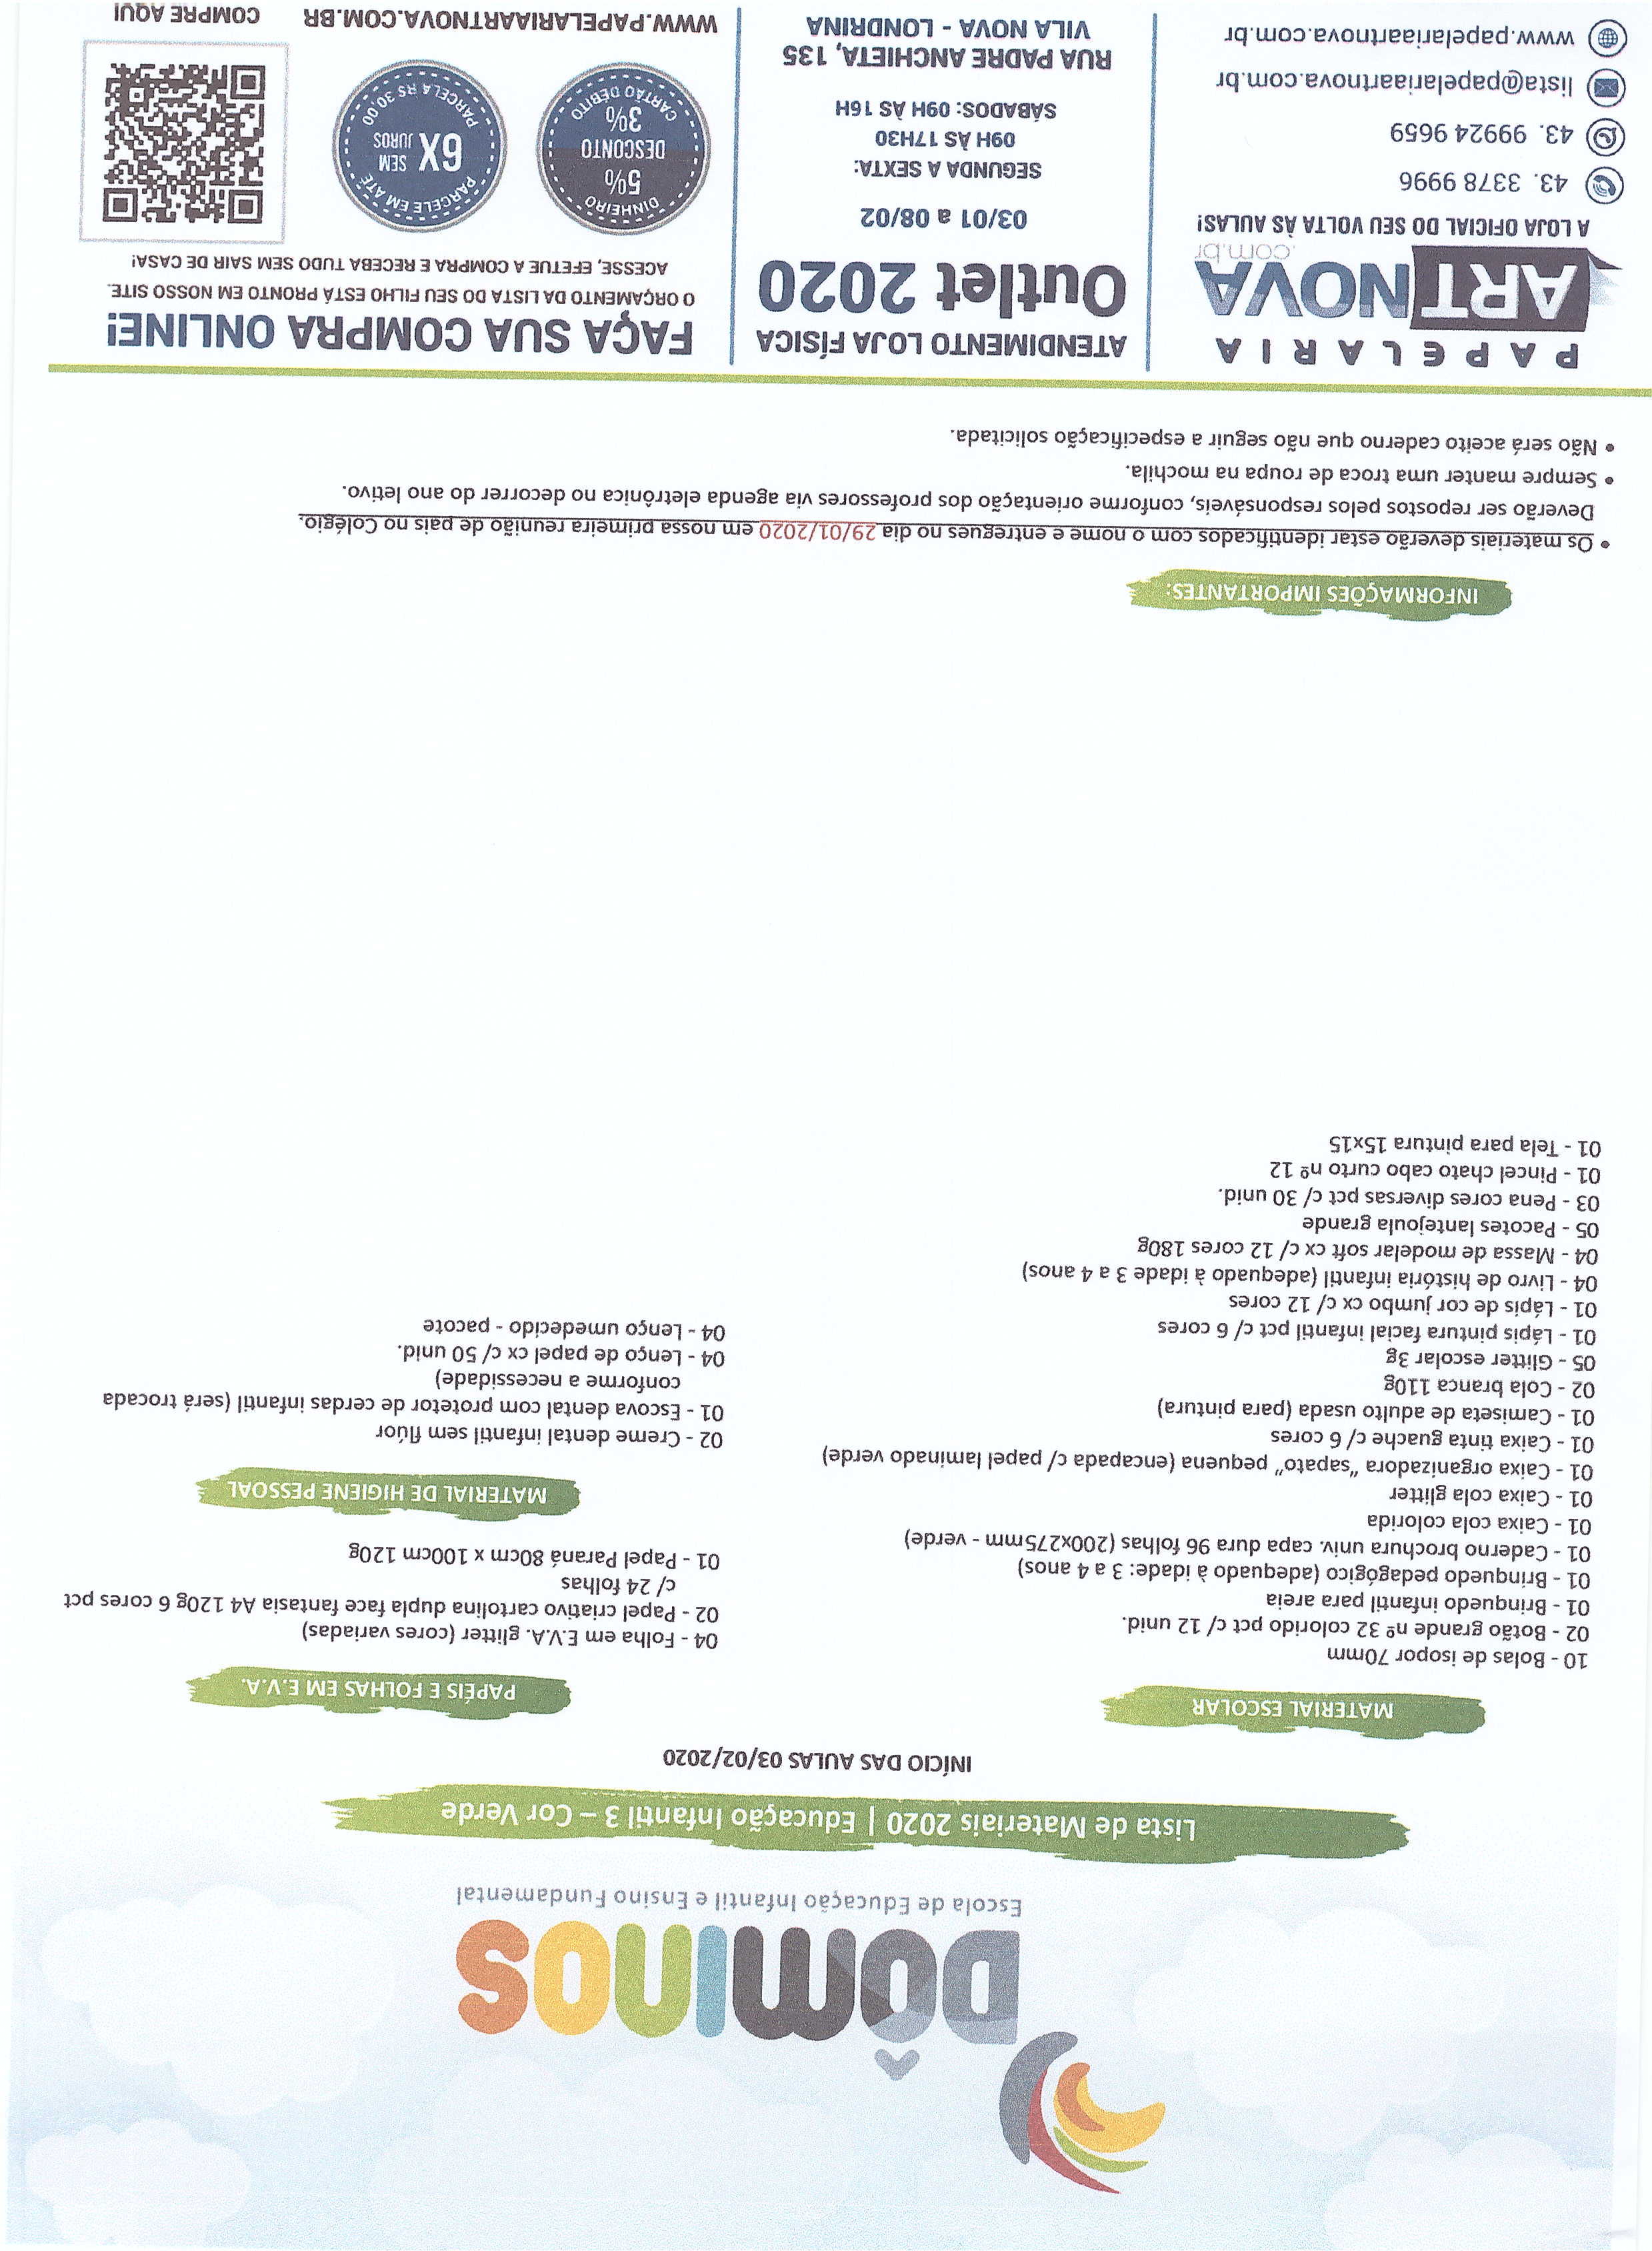 DÔMINOS
Escola de Educação Infantil e Ensino Fundamental
Lista de Materiais 2020 | Educação Infantil 3 – Cor Verde
INÍCIO DAS AULAS 03/02/2020
MATERIAL ESCOLAR
10 - Bolas de isopor 70mm
02 - Botão grande nº 32 colorido pct c/ 12 unid.
01 - Brinquedo infantil para areia
01 - Brinquedo pedagógico (adequado à idade: 3 a 4 anos)
01 - Caderno brochura univ. capa dura 96 folhas (200x275mm - verde)
01 - Caixa cola colorida
01 - Caixa cola glitter
01 - Caixa organizadora “sapato” pequena (encapada c/ papel laminado verde)
01 - Caixa tinta guache c/ 6 cores
01 - Camiseta de adulto usada (para pintura)
02 - Cola branca 110g
05 - Glitter escolar 3g
01 - Lápis pintura facial infantil pct c/ 6 cores
01 - Lápis de cor jumbo cx c/ 12 cores
04 - Livro de história infantil (adequado à idade 3 a 4 anos)
04 - Massa de modelar soft cx c/ 12 cores 180g
05 - Pacotes lantejoula grande
03 - Pena cores diversas pct c/ 30 unid.
01 - Pincel chato cabo curto nº 12
01 - Tela para pintura 15x15
PAPÉIS E FOLHAS EM E.V.A.
04 - Folha em E.V.A. glitter (cores variadas)
02 - Papel criativo cartolina dupla face fantasia A4 120g 6 cores pct
c/ 24 folhas
01 - Papel Paraná 80cm x 100cm 120g
MATERIAL DE HIGIENE PESSOAL
02 - Creme dental infantil sem flúor
01 - Escova dental com protetor de cerdas infantil (será trocada
conforme a necessidade)
04 - Lenço de papel cx c/ 50 unid.
04 - Lenço umedecido - pacote
INFORMAÇÕES IMPORTANTES:
• Os materiais deverão estar identificados com o nome e entregues no dia 29/01/2020 em nossa primeira reunião de pais no Colégio.
Deverão ser repostos pelos responsáveis, conforme orientação dos professores via agenda eletrônica no decorrer do ano letivo.
• Sempre manter uma troca de roupa na mochila.
• Não será aceito caderno que não seguir a especificação solicitada.
PAPELARIA
ARTNOVA
.com.br
A LOJA OFICIAL DO SEU VOLTA ÀS AULAS!
43. 3378 9996
43. 99924 9659
lista@papelariaartnova.com.br
www.papelariaartnova.com.br
ATENDIMENTO LOJA FÍSICA
Outlet 2020
03/01 a 08/02
SEGUNDA A SEXTA:
09H ÀS 17H30
SÁBADOS: 09H ÀS 16H
RUA PADRE ANCHIETA, 135
VILA NOVA - LONDRINA
FAÇA SUA COMPRA ONLINE!
O ORÇAMENTO DA LISTA DO SEU FILHO ESTÁ PRONTO EM NOSSO SITE.
ACESSE, EFETUE A COMPRA E RECEBA TUDO SEM SAIR DE CASA!
DINHEIRO
5%
DESCONTO
3%
CARTÃO DÉBITO
PARCELE EM ATÉ
6X SEM
JUROS
PARCELA R$ 30,00
WWW.PAPELARIAARTNOVA.COM.BR
COMPRE AQUI